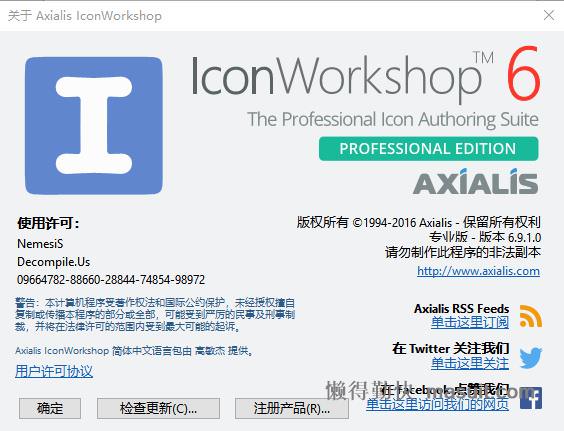 关于 Axialis IconWorkshop
IconWorkshop™ 6
The Professional Icon Authoring Suite
PROFESSIONAL EDITION
AXIALIS
使用许可：
NemesiS
Decompile.Us
09664782-88660-28844-74854-98972
版权所有 ©1994-2016 Axialis - 保留所有权利
专业版 - 版本 6.9.1.0
请勿制作此程序的非法副本
http://www.axialis.com
警告：本计算机程序受著作权法和国际公约保护，未经授权擅自
复制或传播本程序的部分或全部，可能受到严厉的民事及刑事制
裁，并将在法律许可的范围内受到最大可能的起诉。
Axialis IconWorkshop 简体中文语言包由 高敏杰 提供。
用户许可协议
Axialis RSS Feeds
单击这里订阅
在 Twitter 关注我们
单击这里关注
在 facebook 点赞我们
单击这里访问我们的网页
懒得勤快 masuit.com
确定
检查更新(C)...
注册产品(R)...